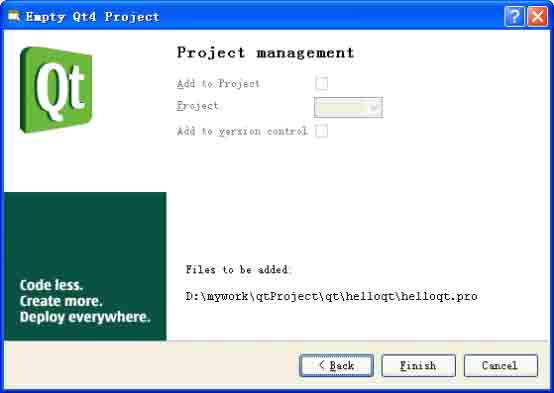 Empty Qt4 Project
Qt
Project management
Add to Project
Project
Add to version control
Files to be added:
D:\mywork\qtProject\qt\helloqt\helloqt.pro
Code less.
Create more.
Deploy everywhere.
< Back
Finish
Cancel